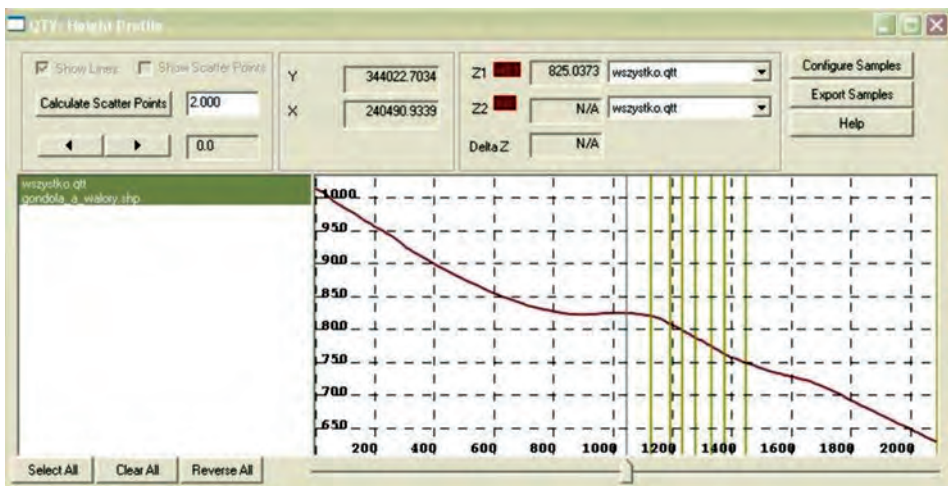 QTV: Height Profile
Show Lines Show Scatter Points
Calculate Scatter Points 2.000
0.0
Y 344022.7034
X 240490.9339
Z1 825.0373 wszystko.qtt
Z2 N/A wszystko.qtt
Delta Z N/A
Configure Samples
Export Samples
Help
wszystko.qtt
gondola_a_walory.shp
1000
950
900
850
800
750
700
650
200 400 600 800 1000 1200 1400 1600 1800 2000
Select All Clear All Reverse All